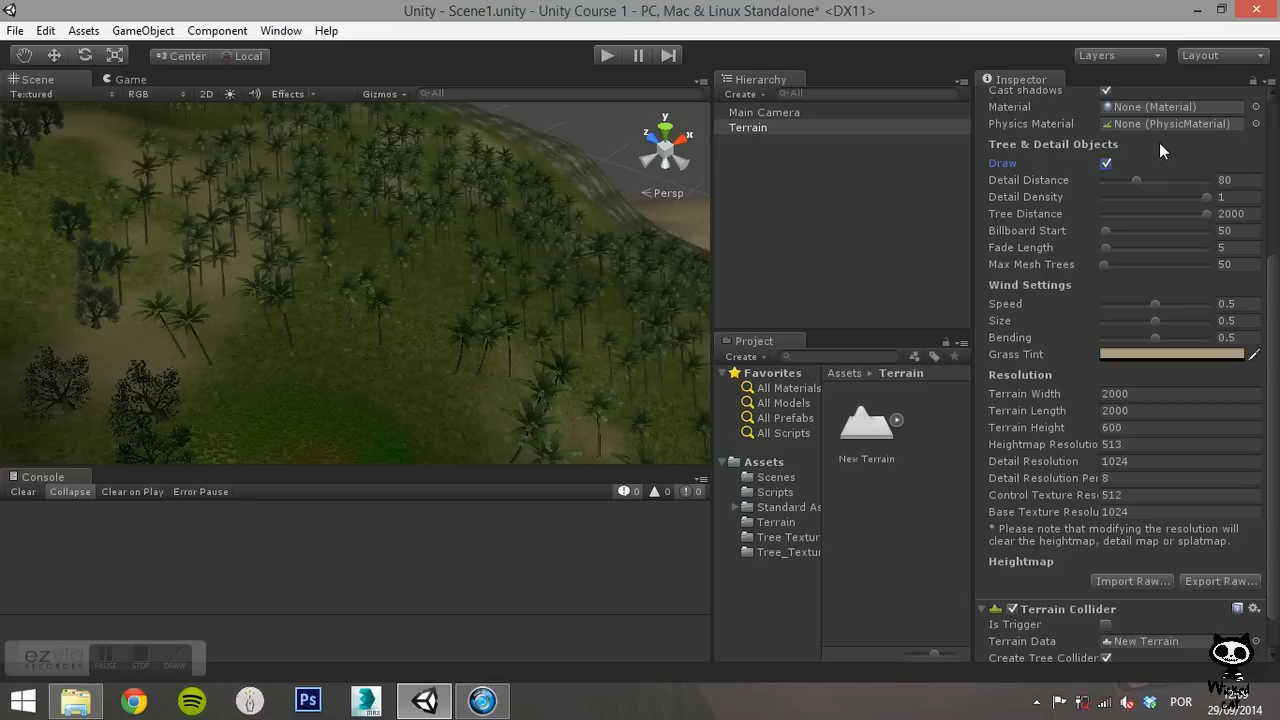 Unity - Scene1.unity - Unity Course 1 - PC, Mac & Linux Standalone* <DX11>
File Edit Assets GameObject Component Window Help
Center Local Layers Layout
Scene Game
Textured RGB 2D Effects Gizmos All
Hierarchy
Create All
Main Camera
Terrain
Project
Create
Favorites
All Materials
All Models
All Prefabs
All Scripts
Assets
Scenes
Scripts
Standard As
Terrain
Tree Textur
Tree_Textur
Assets Terrain
New Terrain
Console
Clear Collapse Clear on Play Error Pause 0 0 0
Inspector
Cast shadows
Material None (Material)
Physics Material None (PhysicMaterial)
Tree & Detail Objects
Draw
Detail Distance 80
Detail Density 1
Tree Distance 2000
Billboard Start 50
Fade Length 5
Max Mesh Trees 50
Wind Settings
Speed 0.5
Size 0.5
Bending 0.5
Grass Tint
Resolution
Terrain Width 2000
Terrain Length 2000
Terrain Height 600
Heightmap Resolutio 513
Detail Resolution 1024
Detail Resolution Per 8
Control Texture Res 512
Base Texture Resolu 1024
* Please note that modifying the resolution will
clear the heightmap, detail map or splatmap.
Heightmap
Import Raw... Export Raw...
Terrain Collider
Is Trigger
Terrain Data New Terrain
Create Tree Collider
x y z
Persp
ezvid
RECORDER
PAUSE STOP DRAW
Ps
MAX
POR
29/09/2014